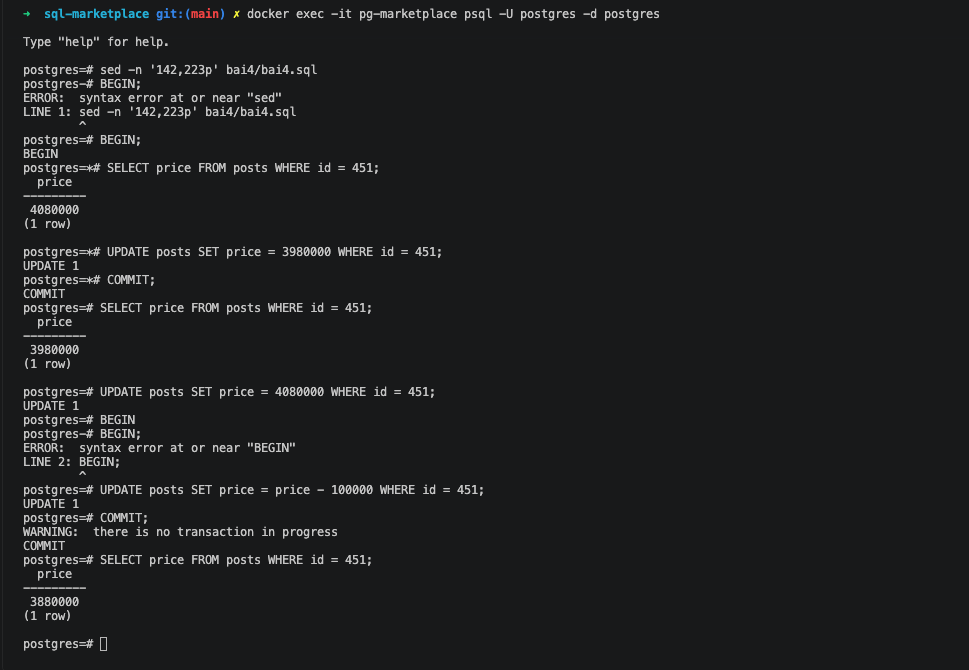 ➜  sql-marketplace git:(main) ✗ docker exec -it pg-marketplace psql -U postgres -d postgres
Type "help" for help.
postgres=# sed -n '142,223p' bai4/bai4.sql
postgres-# BEGIN;
ERROR:  syntax error at or near "sed"
LINE 1: sed -n '142,223p' bai4/bai4.sql
        ^
postgres=# BEGIN;
BEGIN
postgres=*# SELECT price FROM posts WHERE id = 451;
  price
---------
 4080000
(1 row)
postgres=*# UPDATE posts SET price = 3980000 WHERE id = 451;
UPDATE 1
postgres=*# COMMIT;
COMMIT
postgres=# SELECT price FROM posts WHERE id = 451;
  price
---------
 3980000
(1 row)
postgres=# UPDATE posts SET price = 4080000 WHERE id = 451;
UPDATE 1
postgres=# BEGIN
postgres-# BEGIN;
ERROR:  syntax error at or near "BEGIN"
LINE 2: BEGIN;
        ^
postgres=# UPDATE posts SET price = price - 100000 WHERE id = 451;
UPDATE 1
postgres=# COMMIT;
WARNING:  there is no transaction in progress
COMMIT
postgres=# SELECT price FROM posts WHERE id = 451;
  price
---------
 3880000
(1 row)
postgres=#